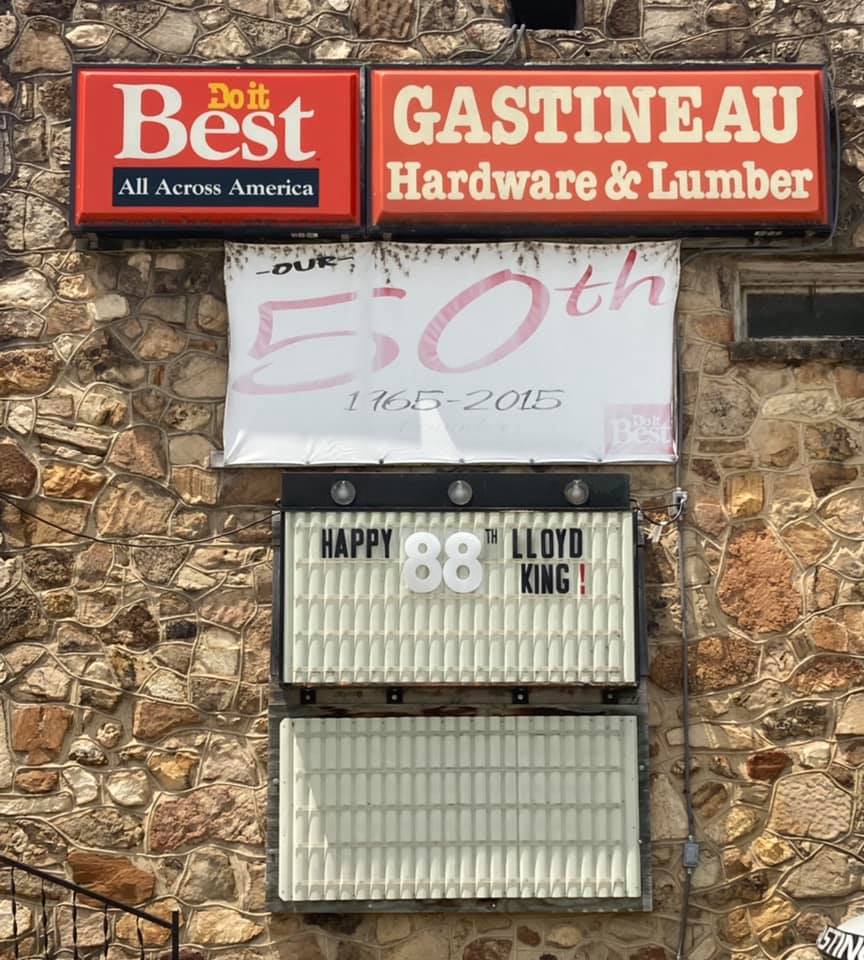 Do it
Best
All Across America
GASTINEAU
Hardware & Lumber
-OUR-
50th
1965-2015
Do it
Best
HAPPY 88TH LLOYD
KING!